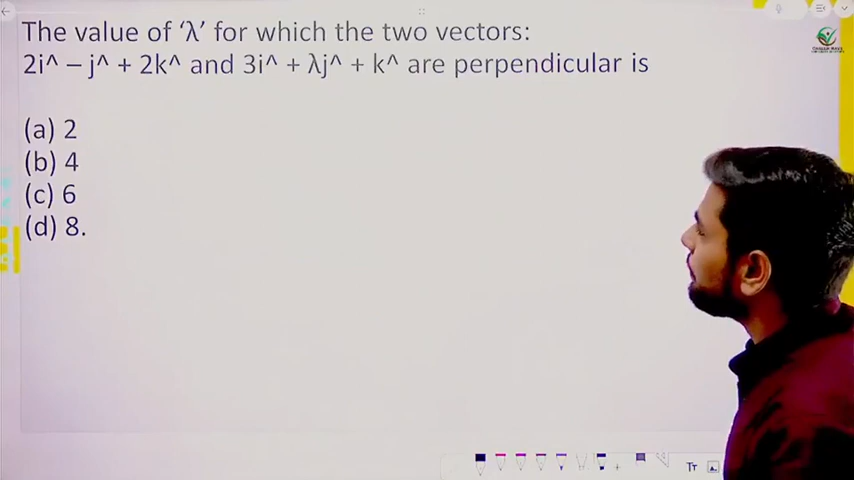 The value of ‘λ’ for which the two vectors:
2i^ – j^ + 2k^ and 3i^ + λj^ + k^ are perpendicular is
(a) 2
(b) 4
(c) 6
(d) 8.
Tт